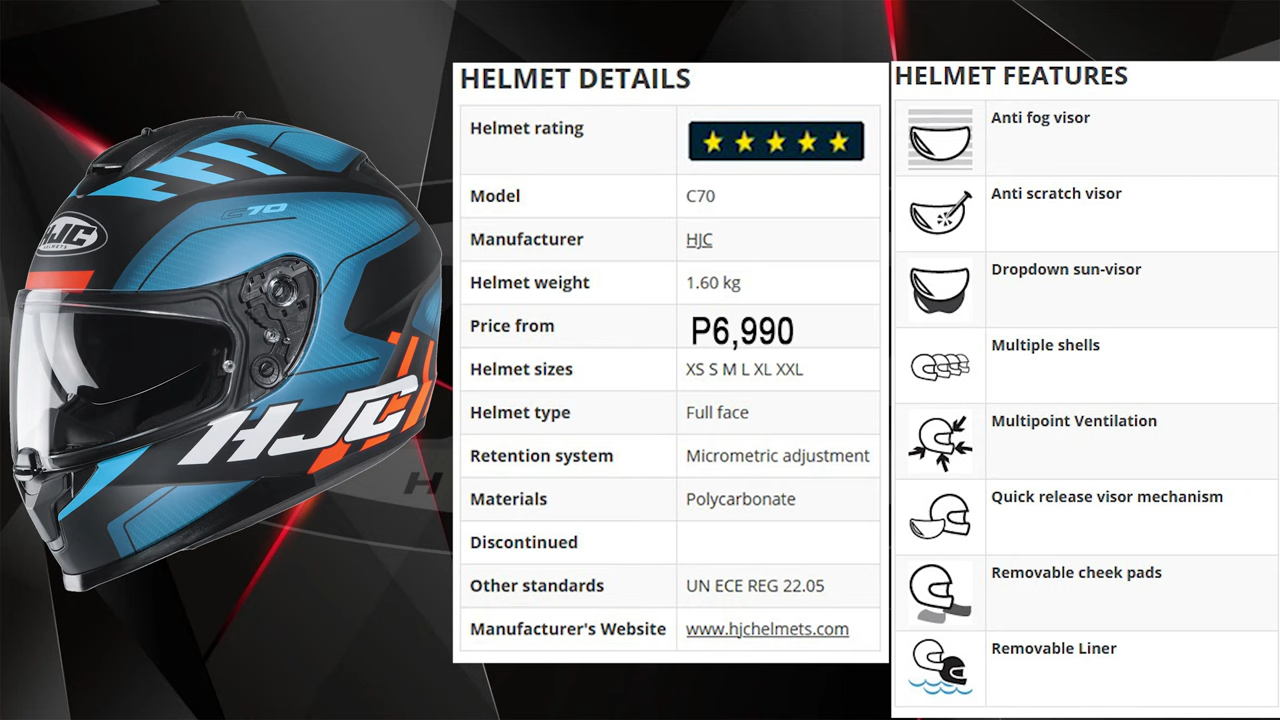 C70
HJC
HELMETS
HJC
H
HELMET DETAILS
Helmet rating
Model C70
Manufacturer HJC
Helmet weight 1.60 kg
Price from P6,990
Helmet sizes XS S M L XL XXL
Helmet type Full face
Retention system Micrometric adjustment
Materials Polycarbonate
Discontinued
Other standards UN ECE REG 22.05
Manufacturer's Website www.hjchelmets.com
HELMET FEATURES
Anti fog visor
Anti scratch visor
Dropdown sun-visor
Multiple shells
Multipoint Ventilation
Quick release visor mechanism
Removable cheek pads
Removable Liner